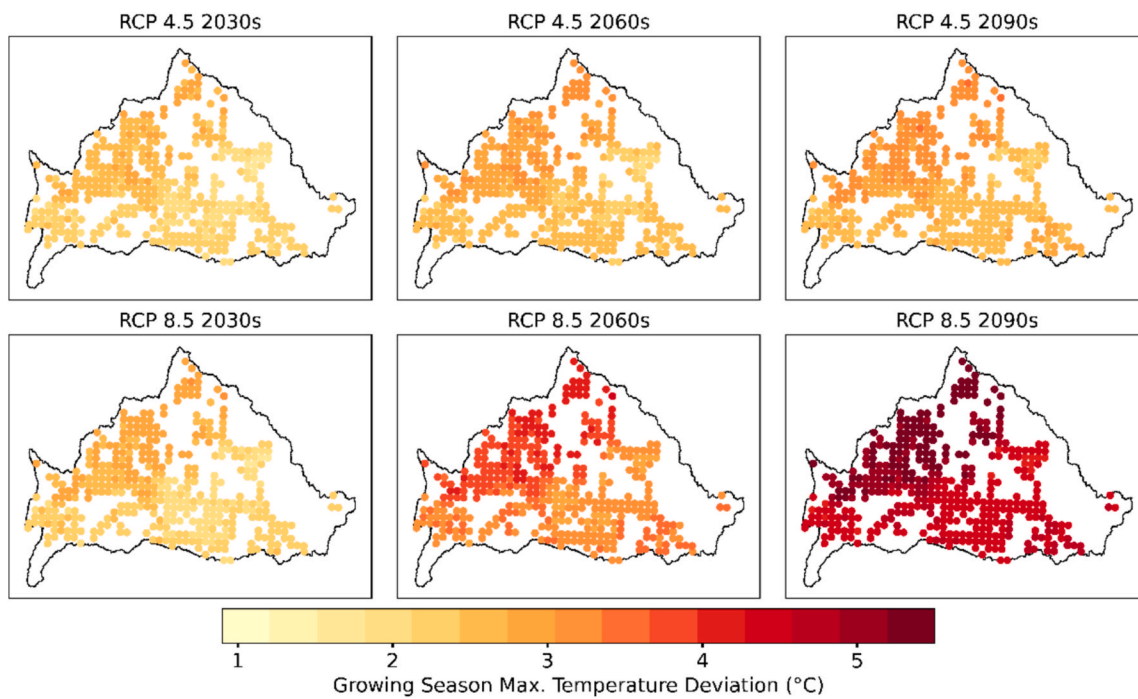 RCP 4.5 2030s
RCP 4.5 2060s
RCP 4.5 2090s
RCP 8.5 2030s
RCP 8.5 2060s
RCP 8.5 2090s
1 2 3 4 5
Growing Season Max. Temperature Deviation (°C)